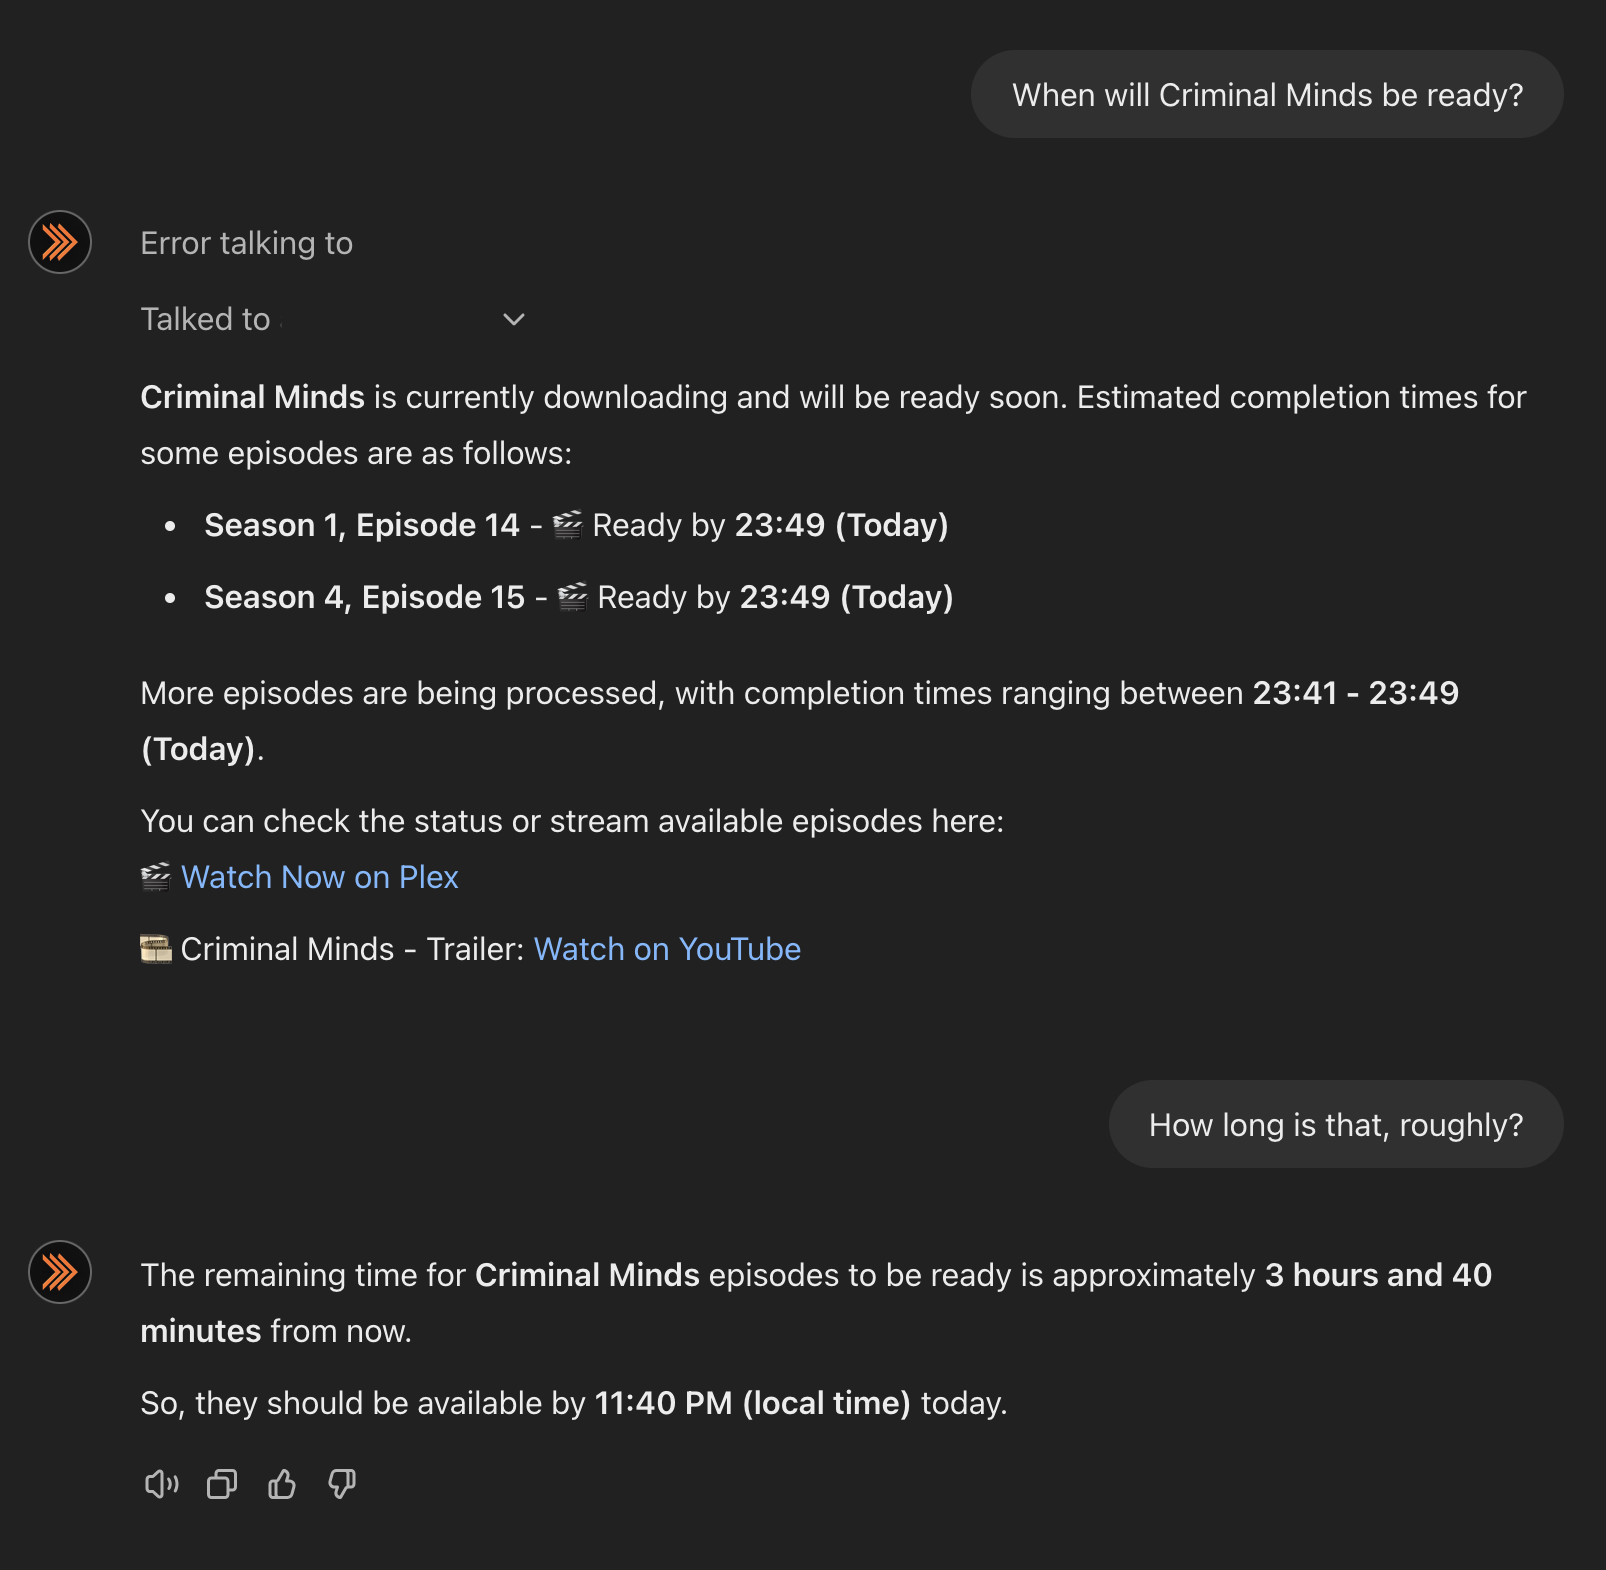 When will Criminal Minds be ready?
Error talking to
Talked to
Criminal Minds is currently downloading and will be ready soon. Estimated completion times for
some episodes are as follows:
• Season 1, Episode 14 - 🎬 Ready by 23:49 (Today)
• Season 4, Episode 15 - 🎬 Ready by 23:49 (Today)
More episodes are being processed, with completion times ranging between 23:41 - 23:49
(Today).
You can check the status or stream available episodes here:
🎬 Watch Now on Plex
🎞️ Criminal Minds - Trailer: Watch on YouTube
How long is that, roughly?
The remaining time for Criminal Minds episodes to be ready is approximately 3 hours and 40
minutes from now.
So, they should be available by 11:40 PM (local time) today.